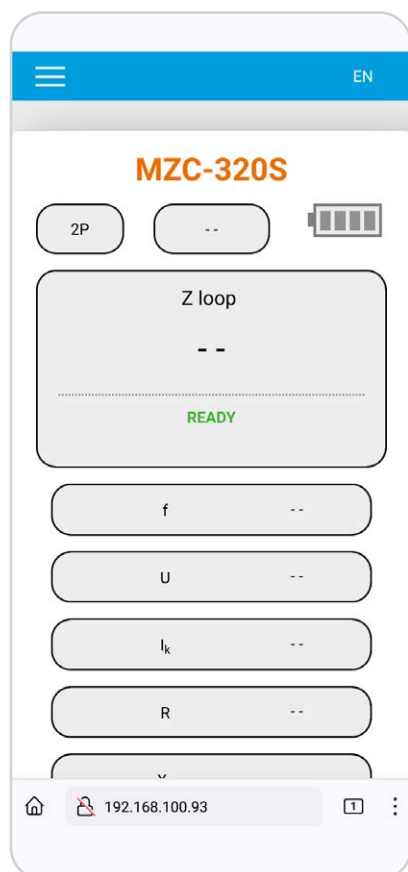 EN
MZC-320S
2P
--
Z loop
--
READY
f --
U --
Iₖ --
R --
192.168.100.93
1